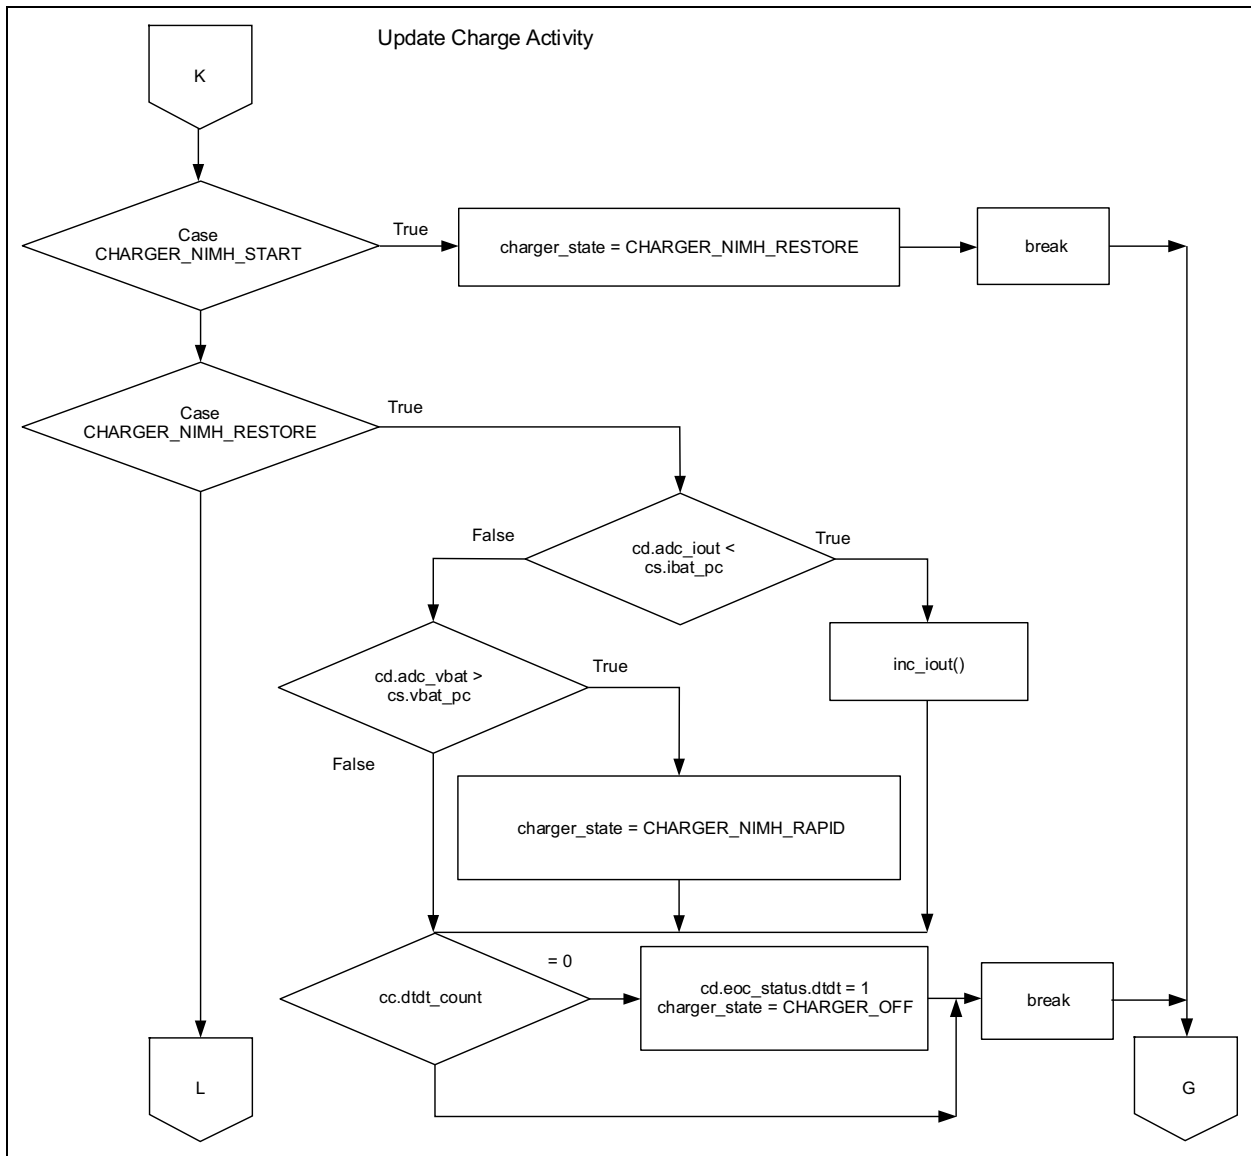 Update Charge Activity
K
Case
CHARGER_NIMH_START
True
charger_state = CHARGER_NIMH_RESTORE
break
Case
CHARGER_NIMH_RESTORE
True
False
cd.adc_iout <
cs.ibat_pc
True
cd.adc_vbat >
cs.vbat_pc
True
inc_iout()
False
charger_state = CHARGER_NIMH_RAPID
cc.dtdt_count
= 0
cd.eoc_status.dtdt = 1
charger_state = CHARGER_OFF
break
L
G